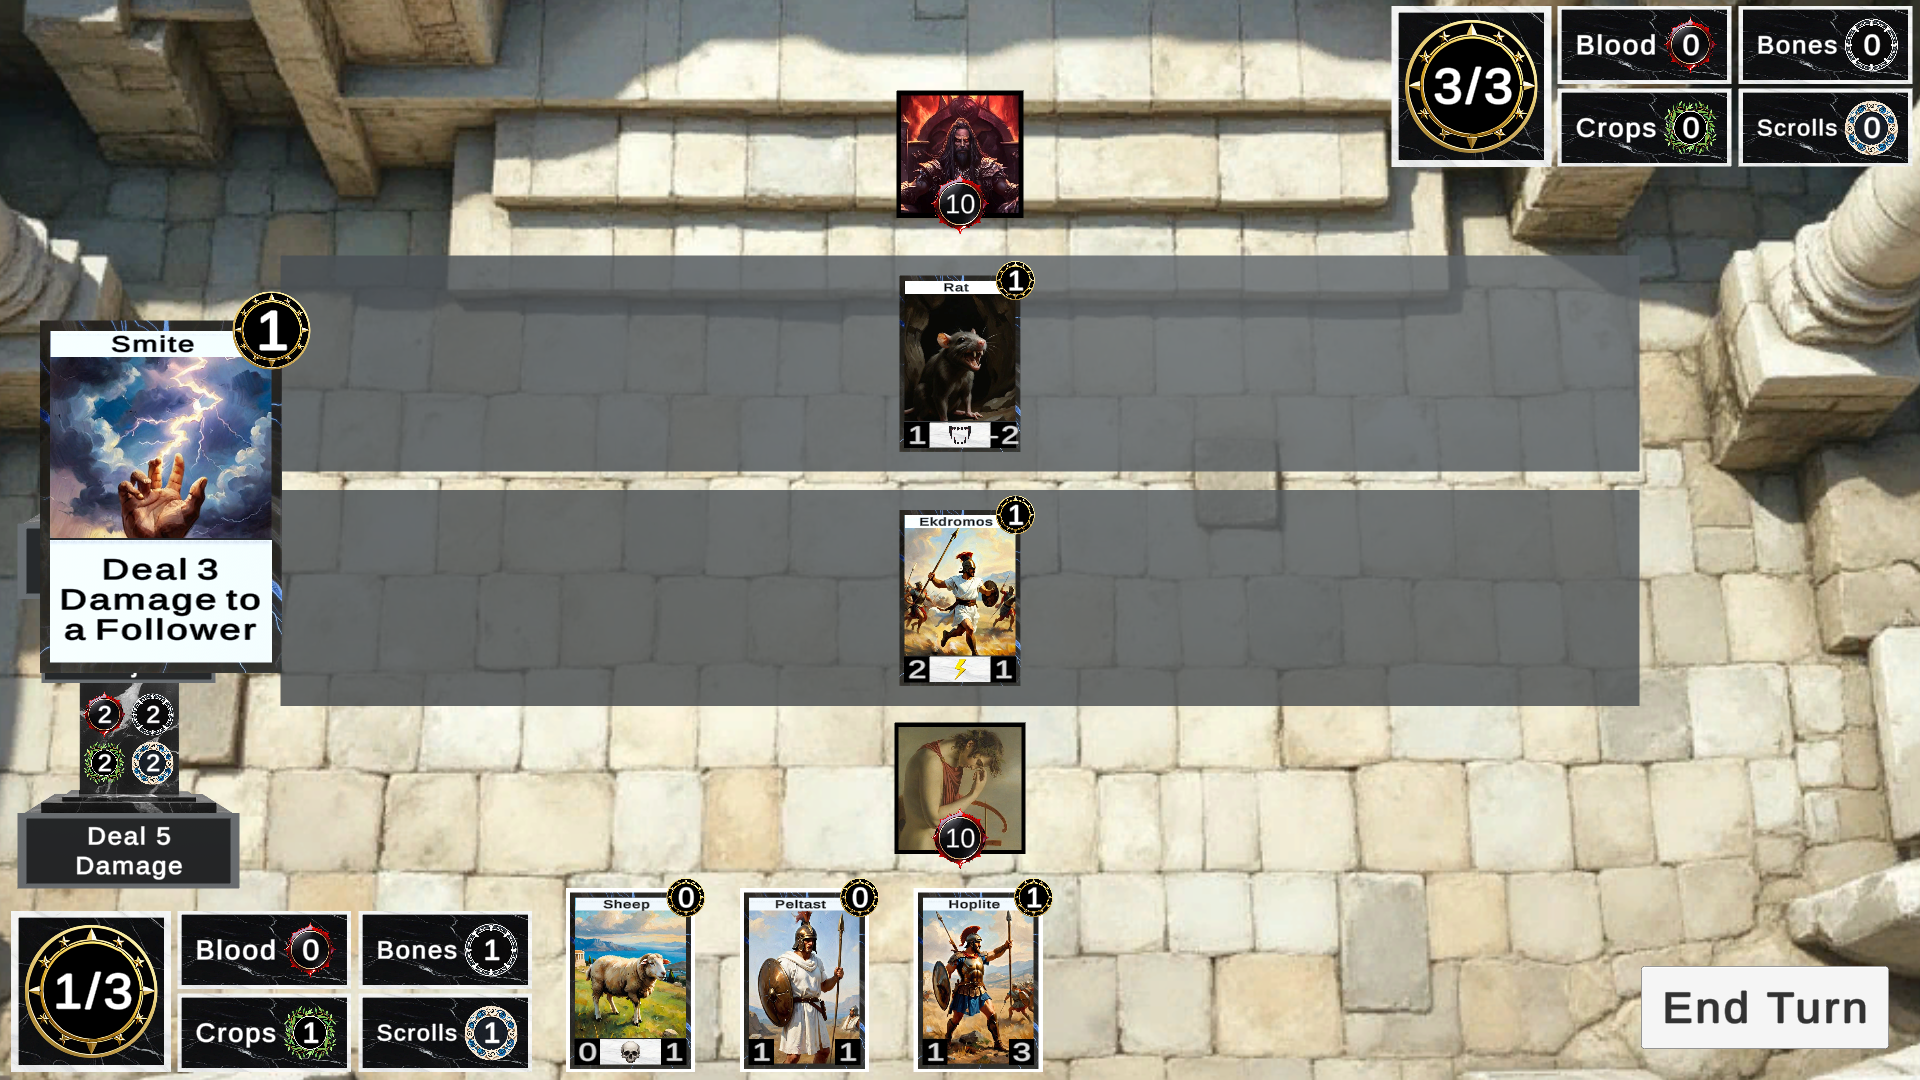 3/3
Blood 0
Bones 0
Crops 0
Scrolls 0
10
Rat 1
1 -2
Smite 1
Deal 3
Damage to
a Follower
Ekdromos 1
2 1
2 2
2 2
Deal 5
Damage
10
1/3
Blood 0
Bones 1
Crops 1
Scrolls 1
Sheep 0
0 1
Peltast 0
1 1
Hoplite 1
1 3
End Turn